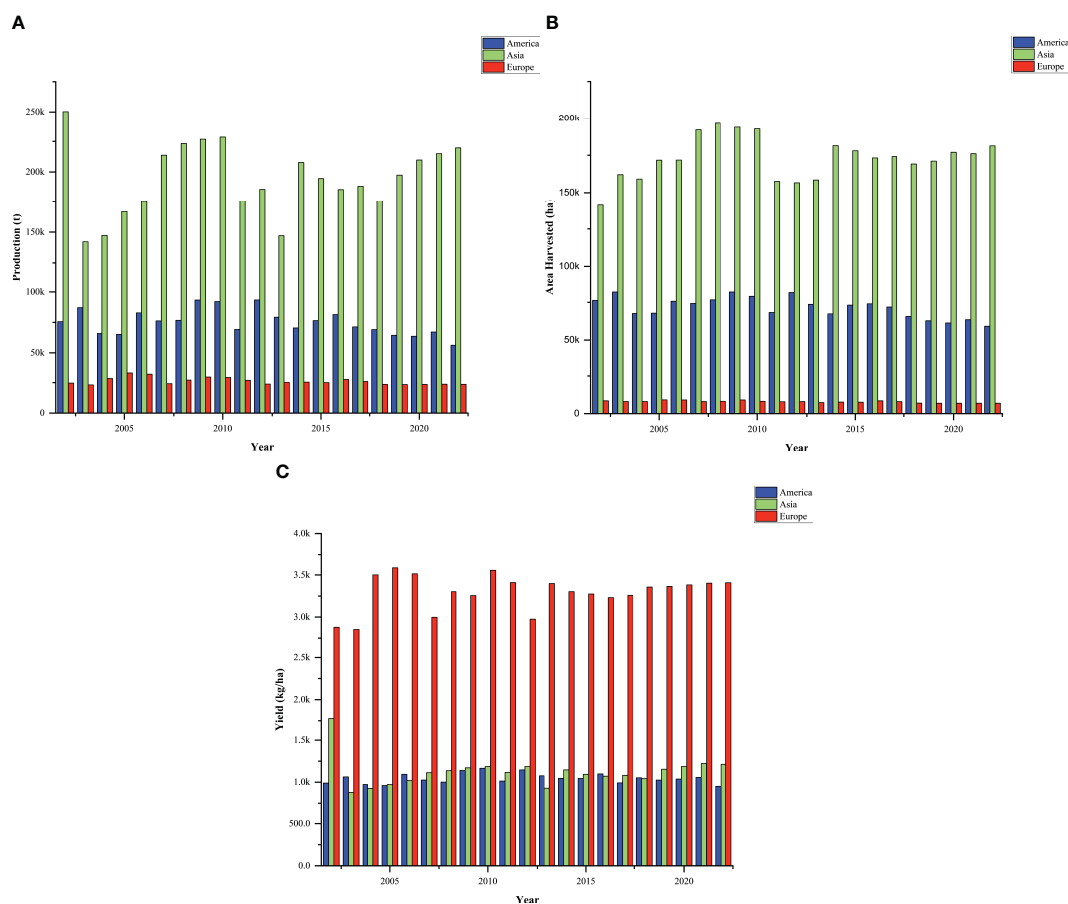 A
America
Asia
Europe
250k
200k
150k
100k
50k
0
Production (t)
2005
2010
2015
2020
Year
B
America
Asia
Europe
200k
150k
100k
50k
0
Area Harvested (ha
2005
2010
2015
2020
Year
C
America
Asia
Europe
4.0k
3.5k
3.0k
2.5k
2.0k
1.5k
1.0k
500.0
0.0
Yield (kg/ha)
2005
2010
2015
2020
Year